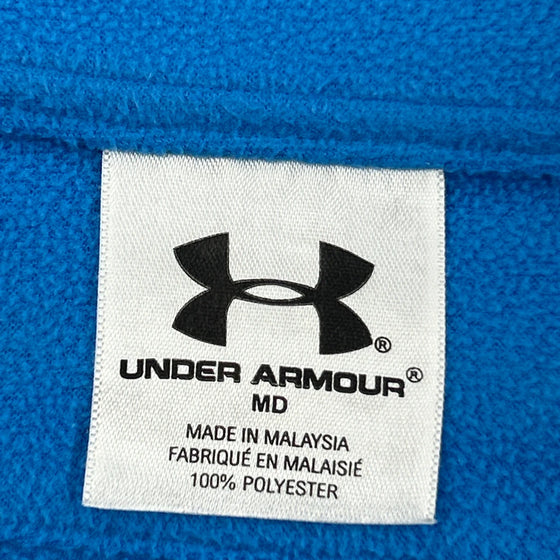 ®
UNDER ARMOUR®
MD
MADE IN MALAYSIA
FABRIQUÉ EN MALAISIÉ
100% POLYESTER